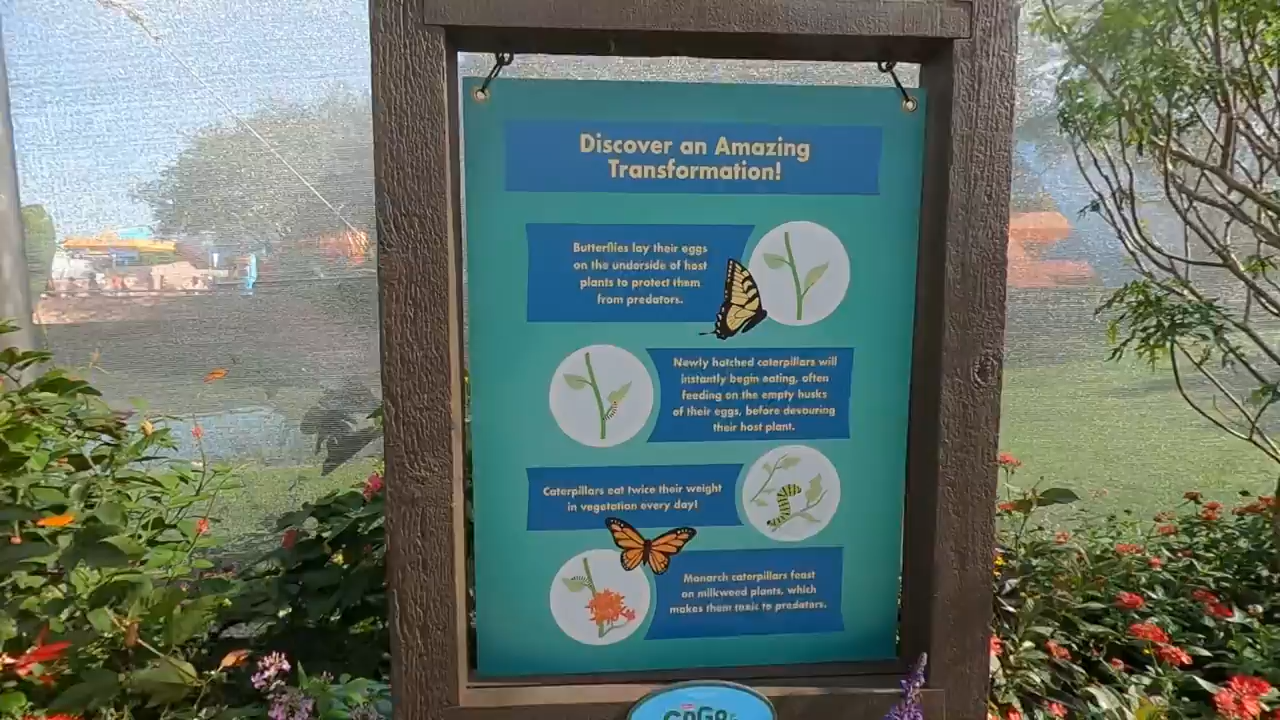 Discover an Amazing
Transformation!
Butterflies lay their eggs
on the underside of host
plants to protect them
from predators.
Newly hatched caterpillars will
instantly begin eating, often
feeding on the empty husks
of their eggs, before devouring
their host plant.
Caterpillars eat twice their weight
in vegetation every day!
Monarch caterpillars feast
on milkweed plants, which
makes them toxic to predators.